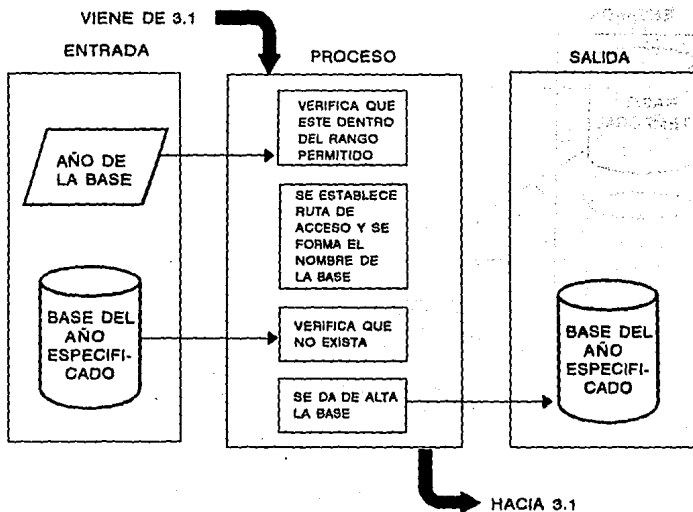 VIENE DE 3.1
ENTRADA
PROCESO
SALIDA
AÑO DE
LA BASE
BASE DEL
AÑO
ESPECIFI-
CADO
VERIFICA QUE
ESTE DENTRO
DEL RANGO
PERMITIDO
SE ESTABLECE
RUTA DE
ACCESO Y SE
FORMA EL
NOMBRE DE
LA BASE
VERIFICA QUE
NO EXISTA
SE DA DE ALTA
LA BASE
BASE DEL
AÑO
ESPECIFI-
CADO
HACIA 3.1